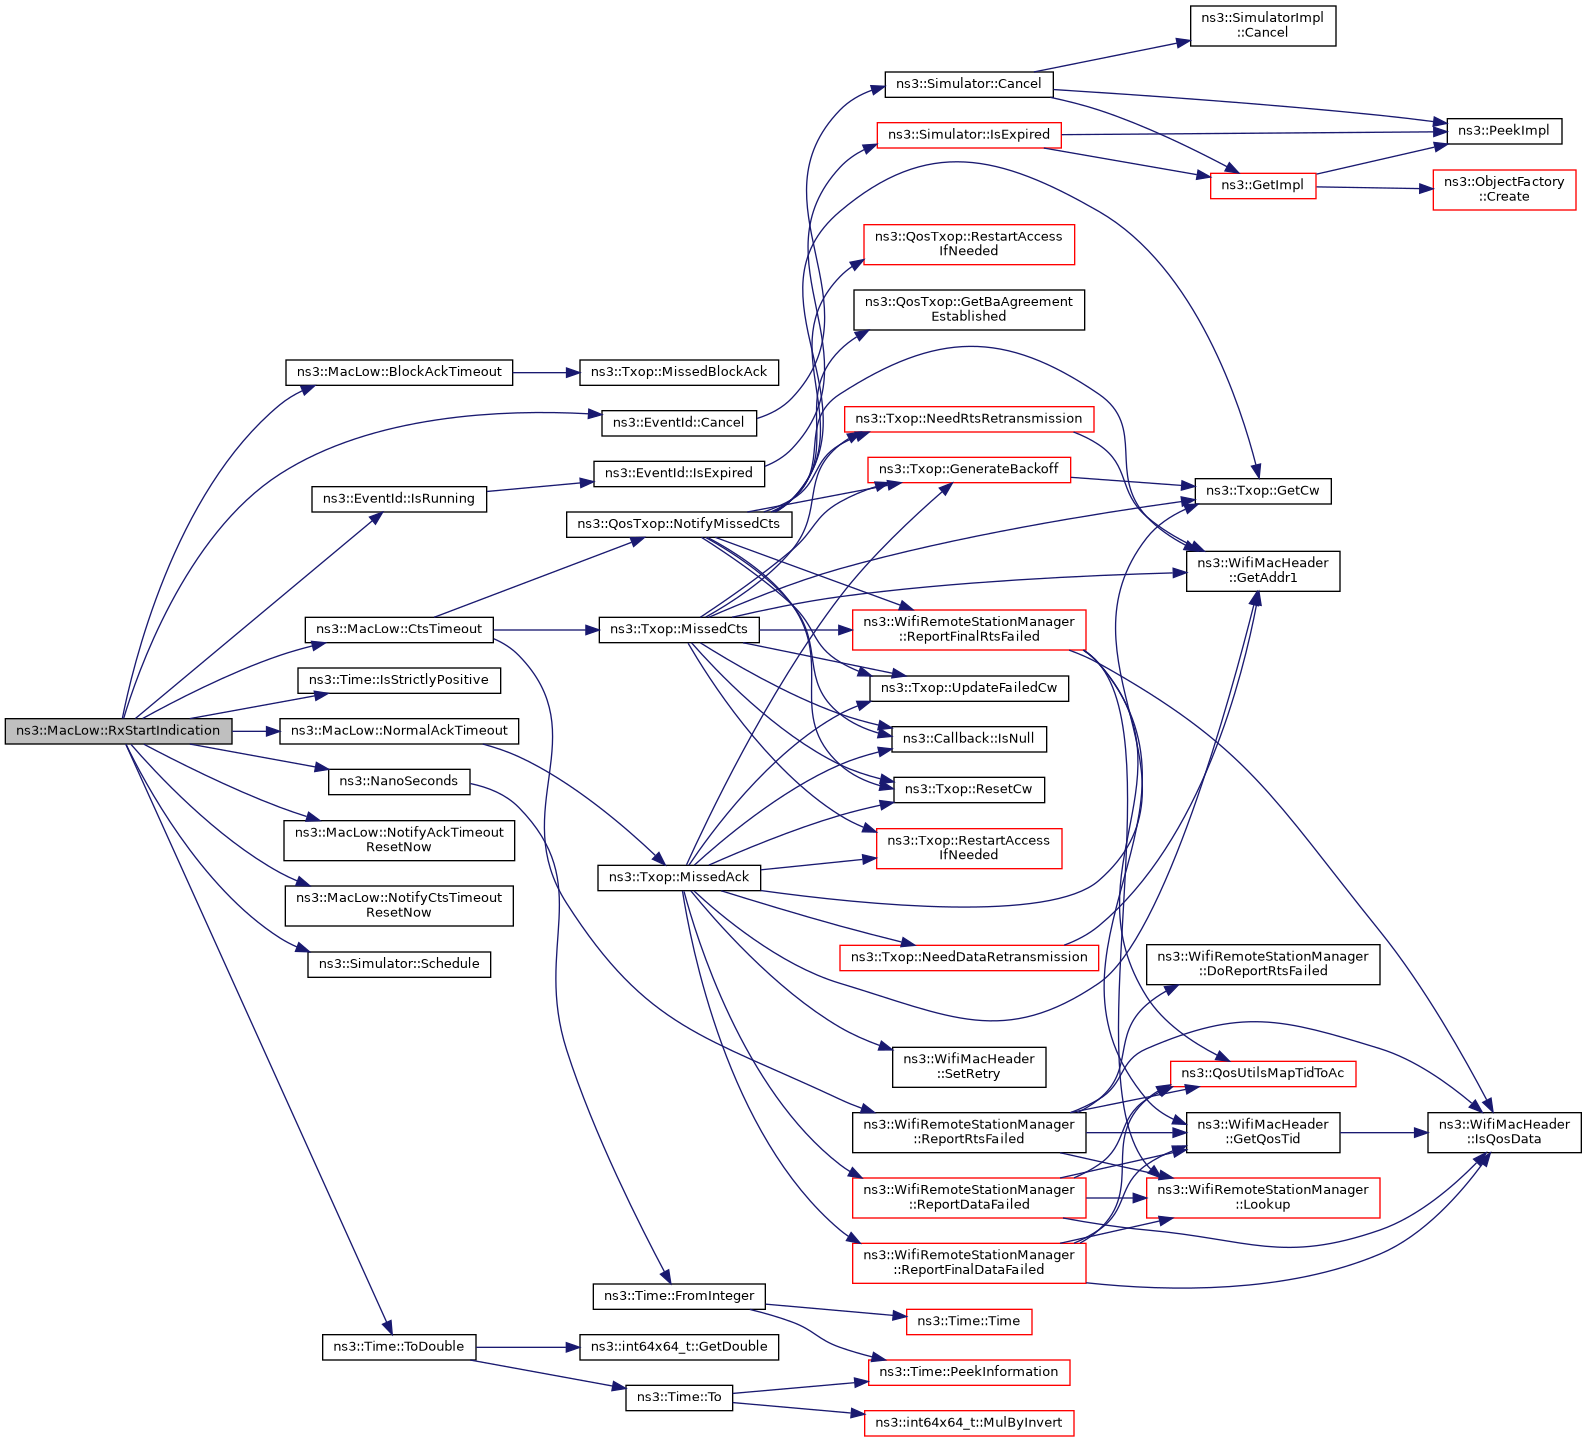 ns3::SimulatorImpl
::Cancel
ns3::Simulator::Cancel
ns3::Simulator::IsExpired
ns3::PeekImpl
ns3::GetImpl
ns3::ObjectFactory
::Create
ns3::QosTxop::RestartAccess
IfNeeded
ns3::QosTxop::GetBaAgreement
Established
ns3::MacLow::BlockAckTimeout
ns3::Txop::MissedBlockAck
ns3::EventId::Cancel
ns3::Txop::NeedRtsRetransmission
ns3::EventId::IsExpired
ns3::Txop::GenerateBackoff
ns3::EventId::IsRunning
ns3::Txop::GetCw
ns3::QosTxop::NotifyMissedCts
ns3::WifiMacHeader
::GetAddr1
ns3::MacLow::CtsTimeout
ns3::Txop::MissedCts
ns3::WifiRemoteStationManager
::ReportFinalRtsFailed
ns3::Time::IsStrictlyPositive
ns3::Txop::UpdateFailedCw
ns3::MacLow::RxStartIndication
ns3::MacLow::NormalAckTimeout
ns3::Callback::IsNull
ns3::NanoSeconds
ns3::Txop::ResetCw
ns3::MacLow::NotifyAckTimeout
ResetNow
ns3::Txop::RestartAccess
IfNeeded
ns3::Txop::MissedAck
ns3::MacLow::NotifyCtsTimeout
ResetNow
ns3::Simulator::Schedule
ns3::Txop::NeedDataRetransmission
ns3::WifiRemoteStationManager
::DoReportRtsFailed
ns3::WifiMacHeader
::SetRetry
ns3::QosUtilsMapTidToAc
ns3::WifiRemoteStationManager
::ReportRtsFailed
ns3::WifiMacHeader
::GetQosTid
ns3::WifiMacHeader
::IsQosData
ns3::WifiRemoteStationManager
::ReportDataFailed
ns3::WifiRemoteStationManager
::Lookup
ns3::WifiRemoteStationManager
::ReportFinalDataFailed
ns3::Time::FromInteger
ns3::Time::Time
ns3::Time::ToDouble
ns3::int64x64_t::GetDouble
ns3::Time::PeekInformation
ns3::Time::To
ns3::int64x64_t::MulByInvert